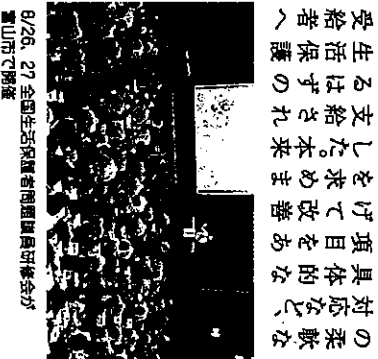 の柔軟な
対応など、
具体的な
項目をあ
げて改善
を求めま
した。本来
支給され
るはずの
生活保護
受給者へ
8/26、27 全国生活保護者問題議員研修会が
富山市で開催